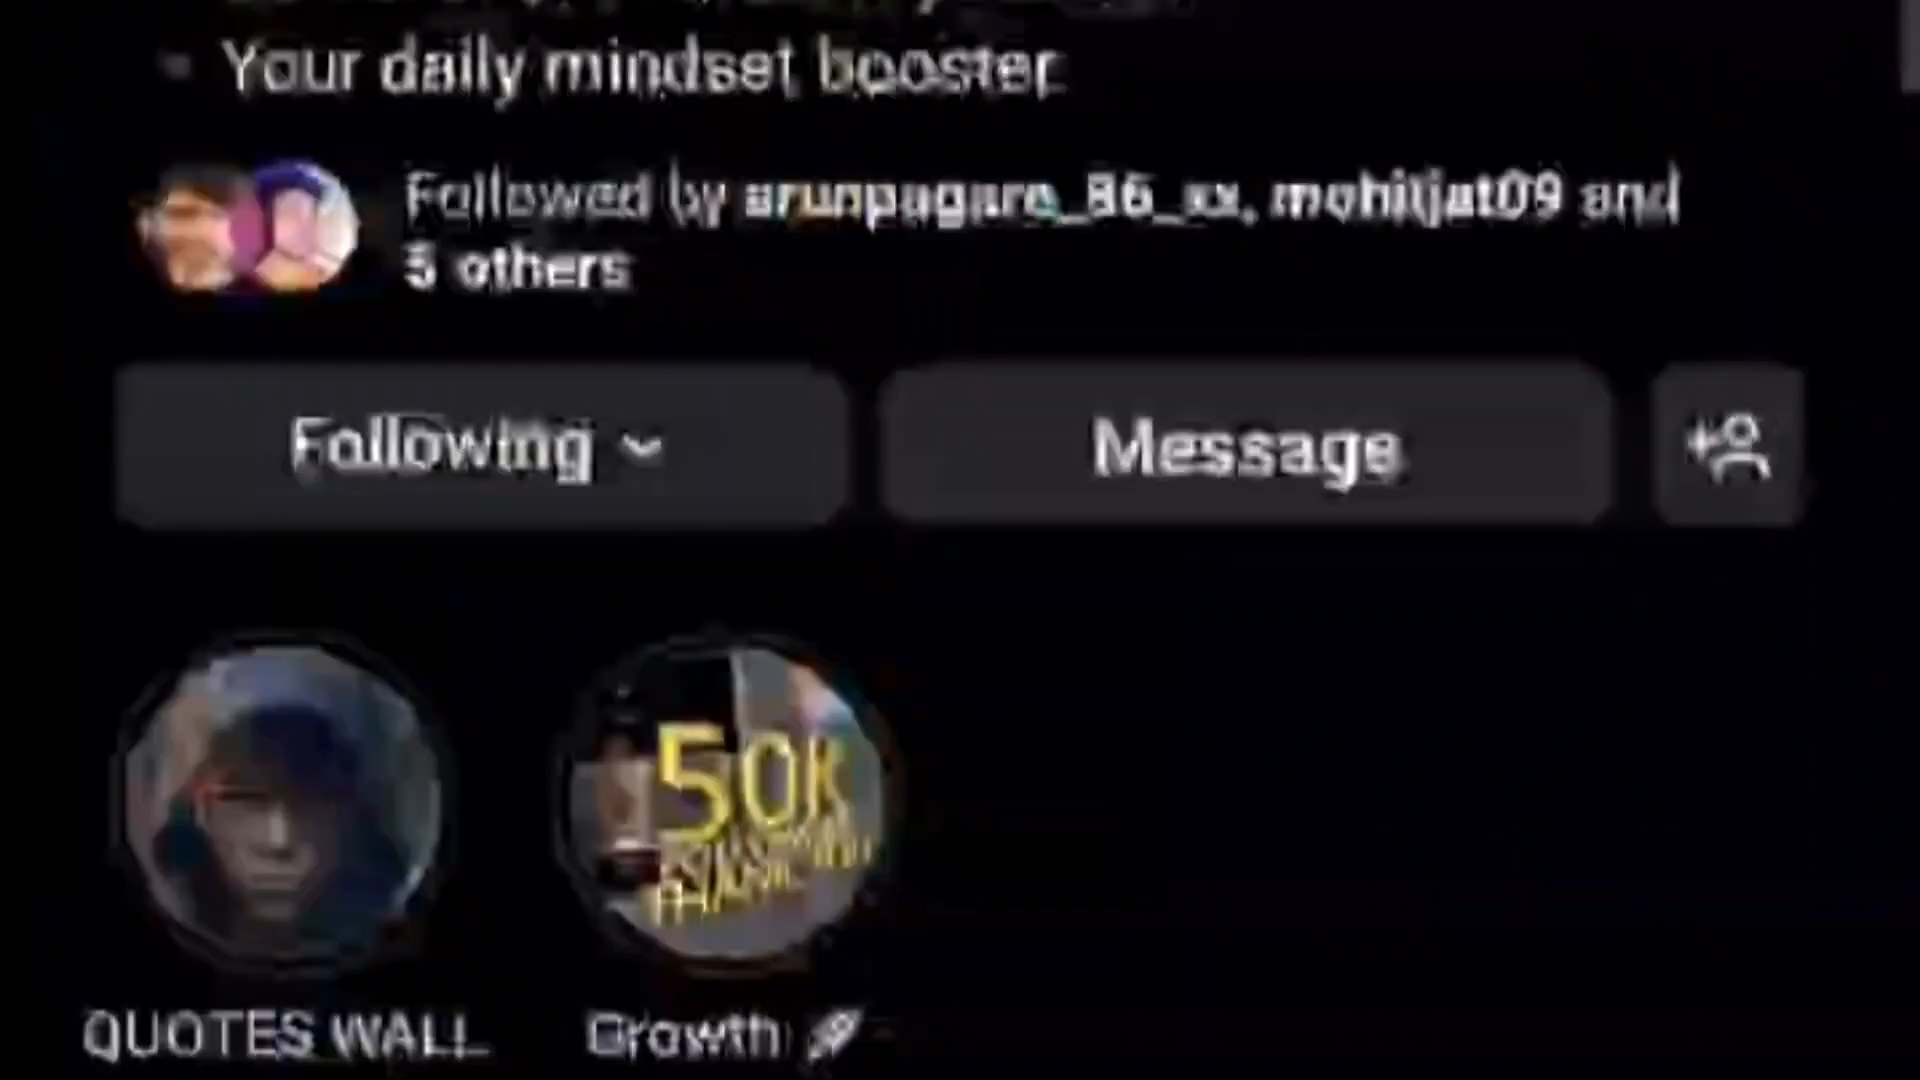 Your daily mindset booster.
Followed by arunpagare_86_xx, mohitjat09 and
5 others
Following
Message
50K
QUOTES WALL
Growth